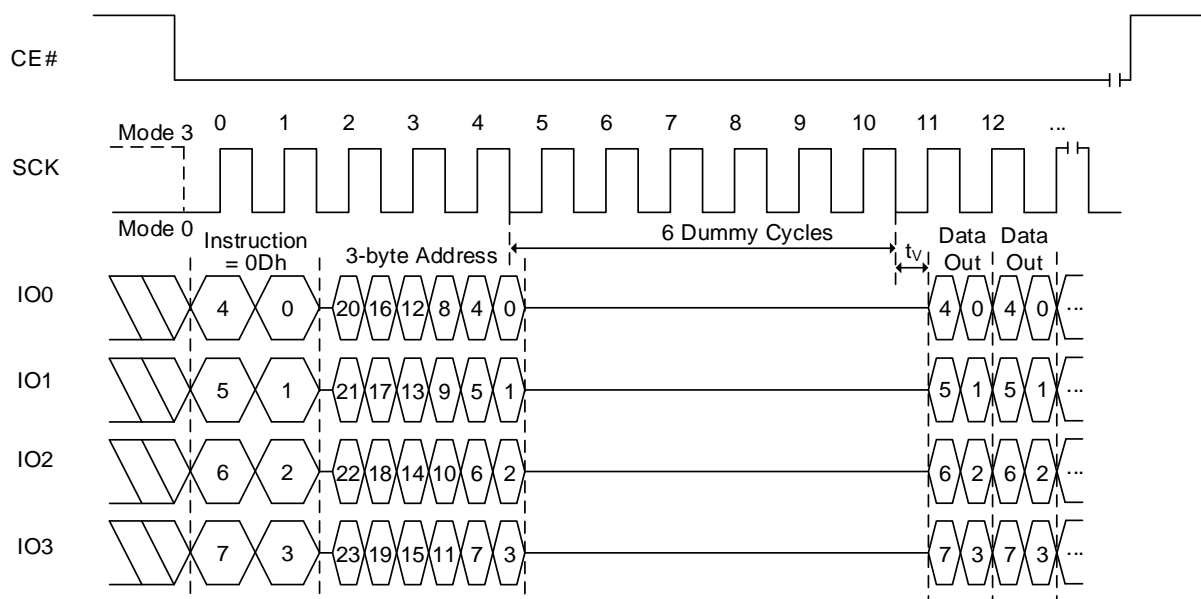 CE#
0 1 2 3 4 5 6 7 8 9 10 11 12 ...
Mode 3
SCK
Mode 0
Instruction
= 0Dh
3-byte Address
6 Dummy Cycles
tV
Data
Out
Data
Out
IO0
4 0 20 16 12 8 4 0 4 0 4 0 ...
IO1
5 1 21 17 13 9 5 1 5 1 5 1 ...
IO2
6 2 22 18 14 10 6 2 6 2 6 2 ...
IO3
7 3 23 19 15 11 7 3 7 3 7 3 ...